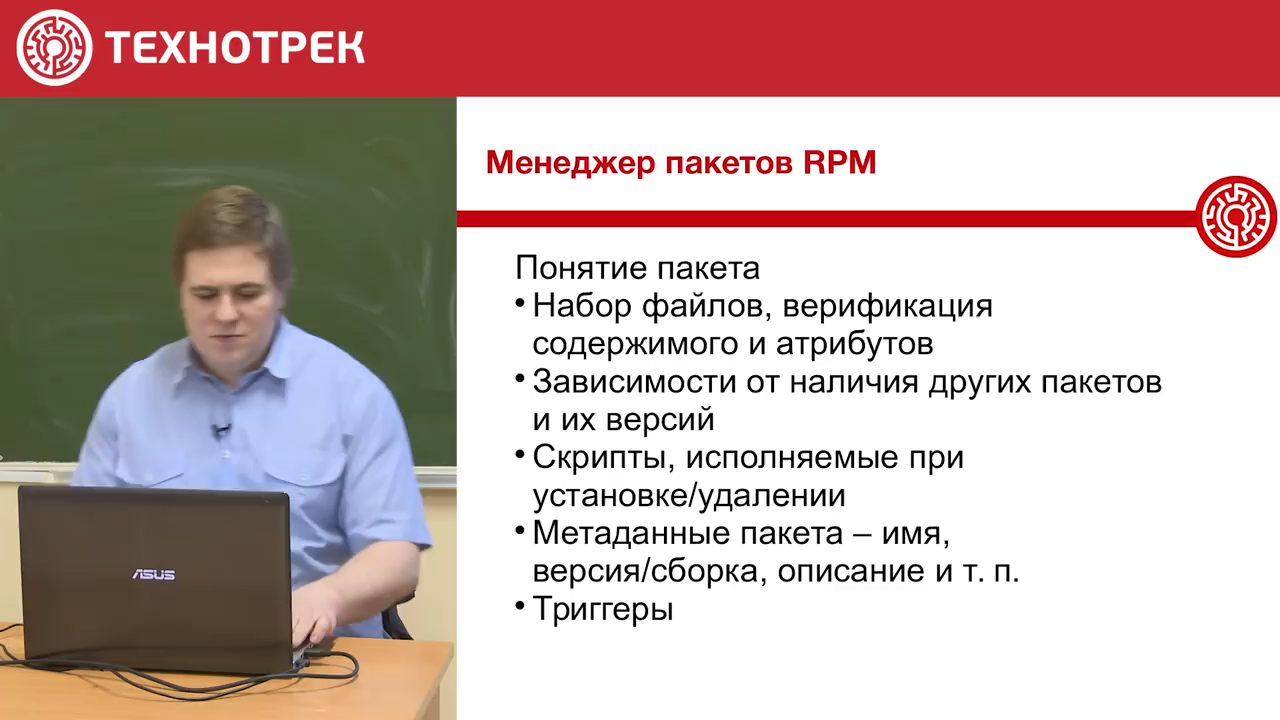 ТЕХНОТРЕК
Менеджер пакетов RPM
Понятие пакета
•Набор файлов, верификация
содержимого и атрибутов
•Зависимости от наличия других пакетов
и их версий
•Скрипты, исполняемые при
установке/удалении
•Метаданные пакета – имя,
версия/сборка, описание и т. п.
•Триггеры
ASUS